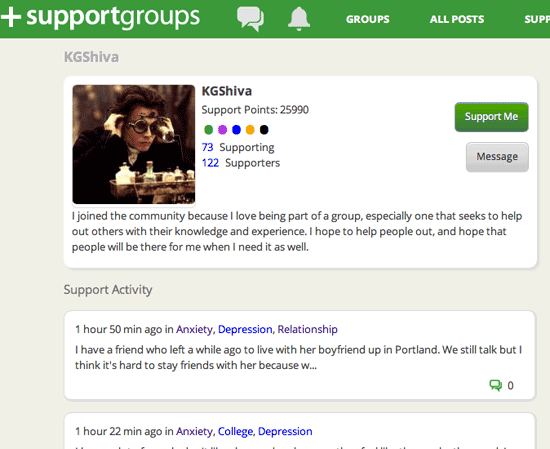 supportgroups
GROUPS ALL POSTS SUPP
KGShiva
KGShiva
Support Points: 25990
73 Supporting
122 Supporters
Support Me
Message
I joined the community because I love being part of a group, especially one that seeks to help
out others with their knowledge and experience. I hope to help people out, and hope that
people will be there for me when I need it as well.
Support Activity
1 hour 50 min ago in Anxiety, Depression, Relationship
I have a friend who left a while ago to live with her boyfriend up in Portland. We still talk but I
think it's hard to stay friends with her because w...
0
1 hour 22 min ago in Anxiety, College, Depression